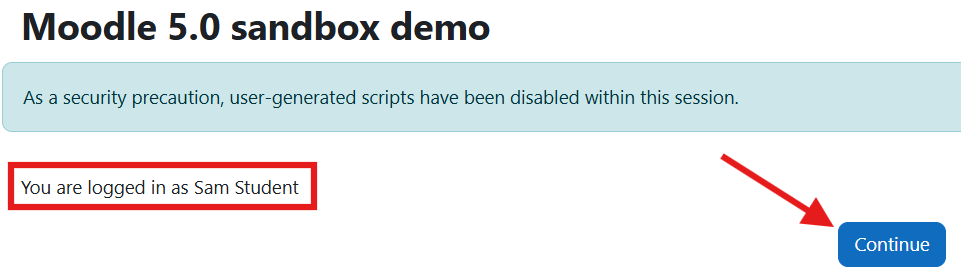 Moodle 5.0 sandbox demo
As a security precaution, user-generated scripts have been disabled within this session.
You are logged in as Sam Student
Continue